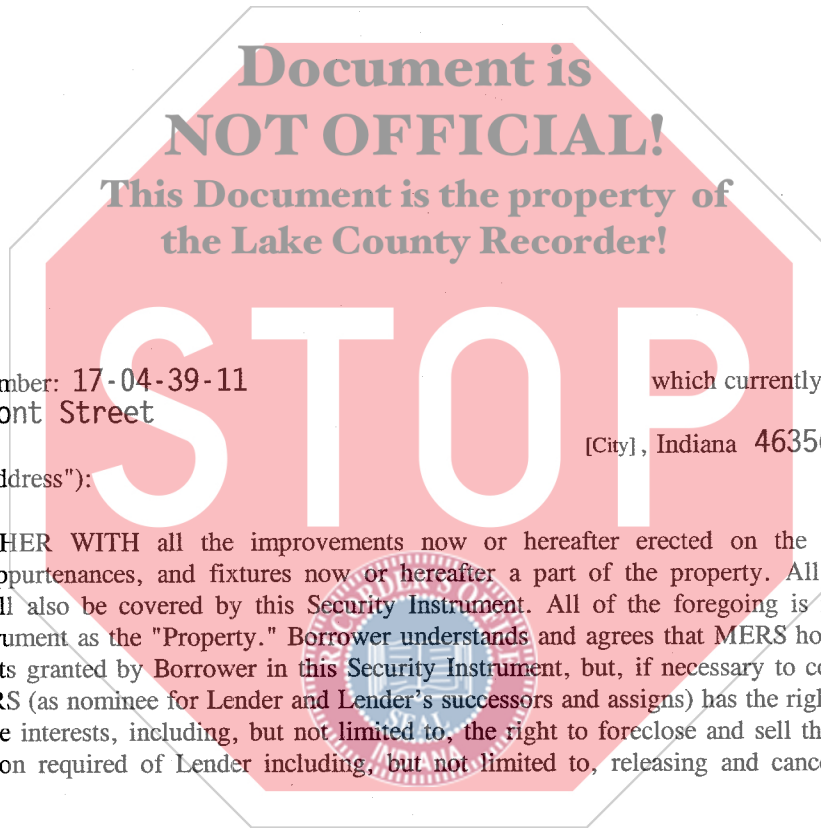 Document is
NOT OFFICIAL!
This Document is the property of
the Lake County Recorder!
STOP
mber: 17-04-39-11 which currently
ont Street
[City], Indiana 4635
ddress"):
HER WITH all the improvements now or hereafter erected on the
ppurtenances, and fixtures now or hereafter a part of the property. All
ll also be covered by this Security Instrument. All of the foregoing is
rument as the "Property." Borrower understands and agrees that MERS ho
ts granted by Borrower in this Security Instrument, but, if necessary to c
RS (as nominee for Lender and Lender's successors and assigns) has the righ
e interests, including, but not limited to, the right to foreclose and sell th
on required of Lender including, but not limited to, releasing and canc
RECORDER'S OFFICE
SEAL
INDIANA